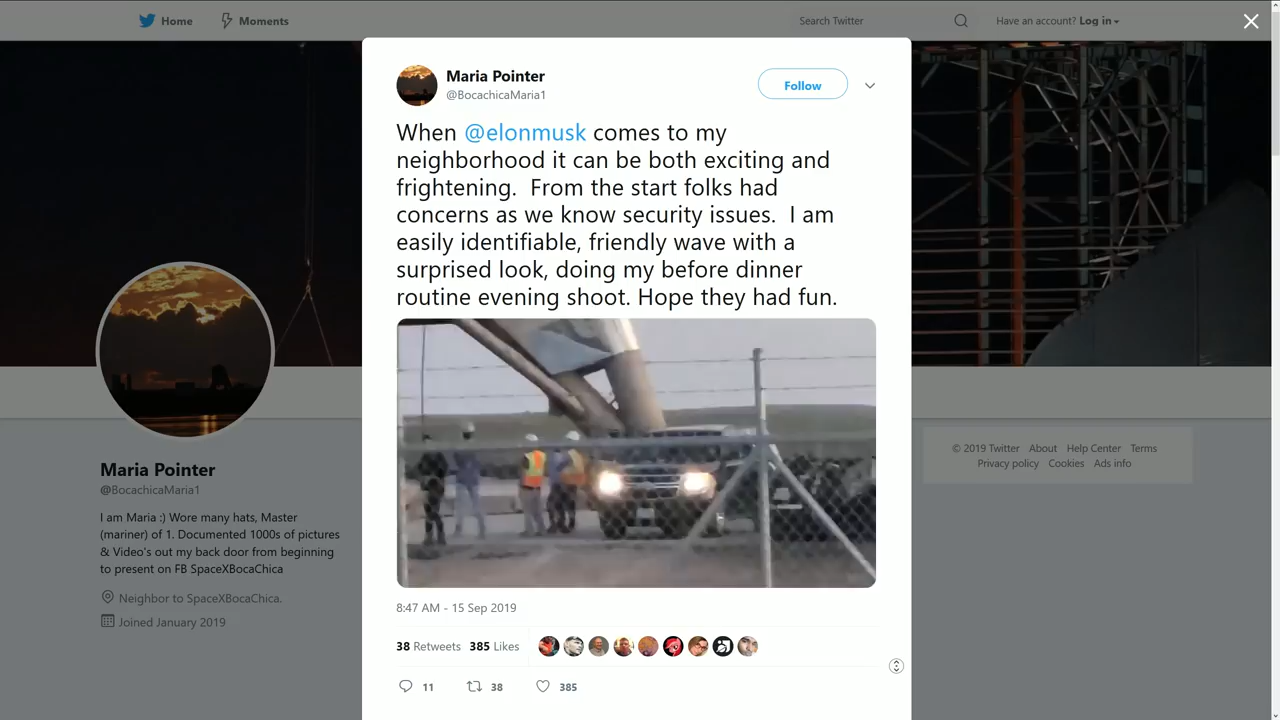 Home
Moments
Search Twitter
Have an account? Log in
Maria Pointer
@BocachicaMaria1
Follow
When @elonmusk comes to my
neighborhood it can be both exciting and
frightening.  From the start folks had
concerns as we know security issues.  I am
easily identifiable, friendly wave with a
surprised look, doing my before dinner
routine evening shoot. Hope they had fun.
8:47 AM - 15 Sep 2019
38 Retweets 385 Likes
11
38
385
Maria Pointer
@BocachicaMaria1
I am Maria :) Wore many hats, Master
(mariner) of 1. Documented 1000s of pictures
& Video's out my back door from beginning
to present on FB SpaceXBocaChica
Neighbor to SpaceXBocaChica.
Joined January 2019
© 2019 Twitter About Help Center Terms
Privacy policy Cookies Ads info